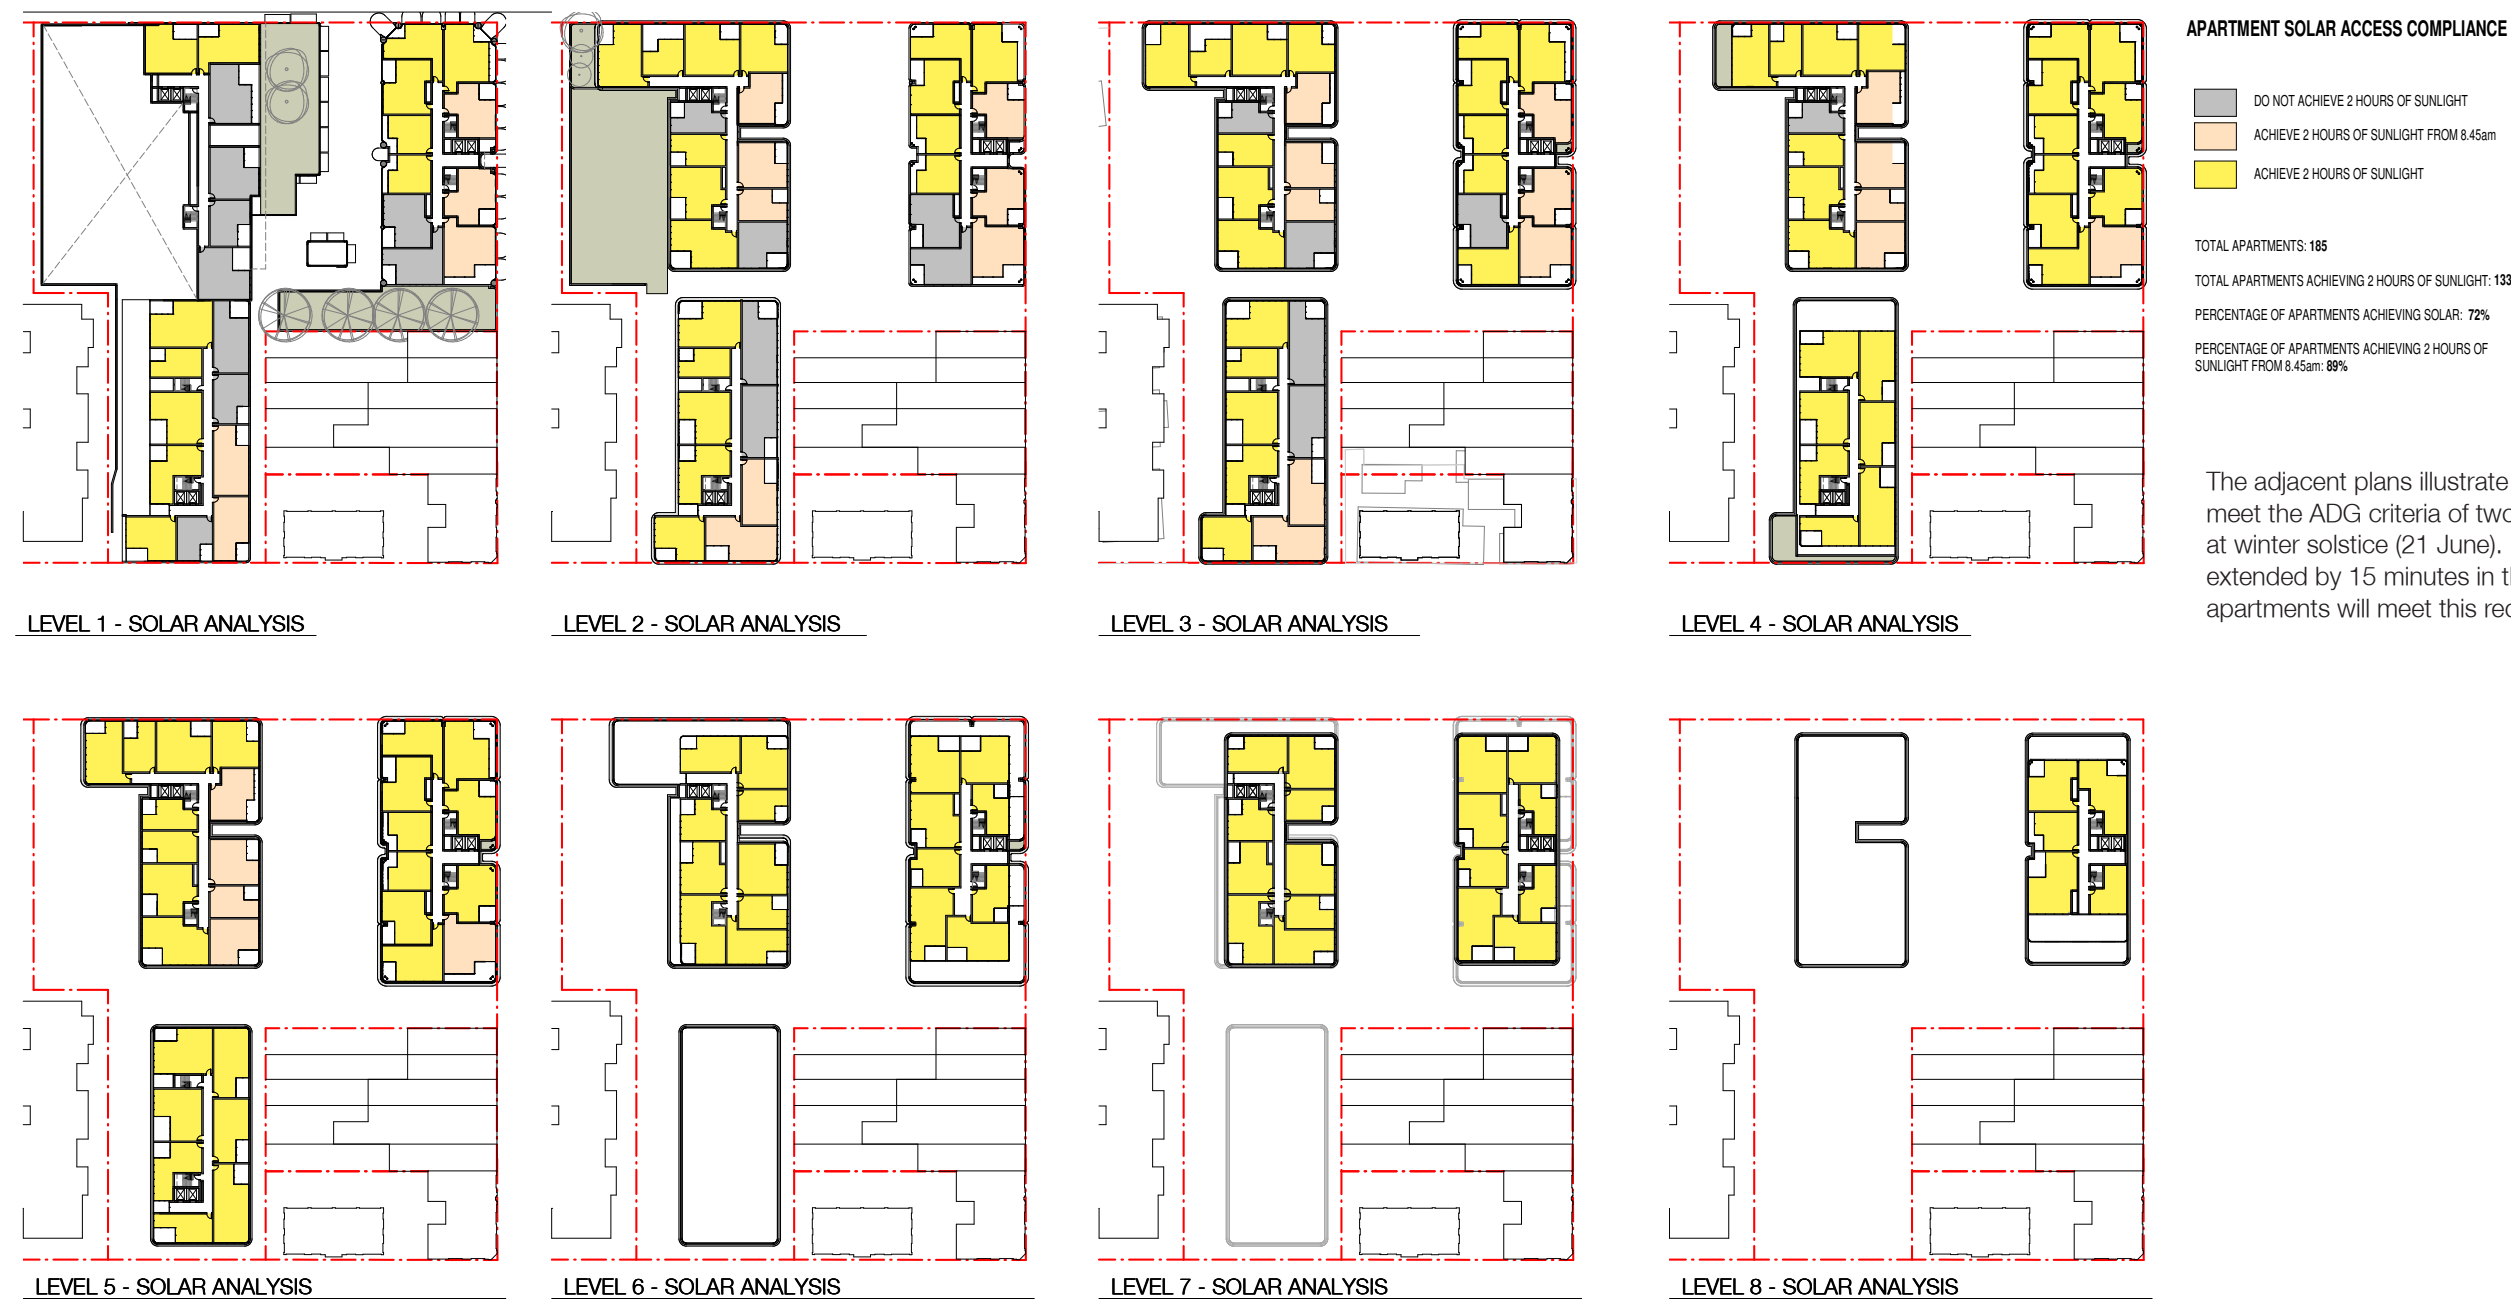 APARTMENT SOLAR ACCESS COMPLIANCE
DO NOT ACHIEVE 2 HOURS OF SUNLIGHT
ACHIEVE 2 HOURS OF SUNLIGHT FROM 8.45am
ACHIEVE 2 HOURS OF SUNLIGHT
TOTAL APARTMENTS: 185
TOTAL APARTMENTS ACHIEVING 2 HOURS OF SUNLIGHT: 133
PERCENTAGE OF APARTMENTS ACHIEVING SOLAR: 72%
PERCENTAGE OF APARTMENTS ACHIEVING 2 HOURS OF
SUNLIGHT FROM 8.45am: 89%
The adjacent plans illustrate
meet the ADG criteria of two
at winter solstice (21 June).
extended by 15 minutes in
apartments will meet this
LEVEL 1 - SOLAR ANALYSIS
LEVEL 2 - SOLAR ANALYSIS
LEVEL 3 - SOLAR ANALYSIS
LEVEL 4 - SOLAR ANALYSIS
LEVEL 5 - SOLAR ANALYSIS
LEVEL 6 - SOLAR ANALYSIS
LEVEL 7 - SOLAR ANALYSIS
LEVEL 8 - SOLAR ANALYSIS